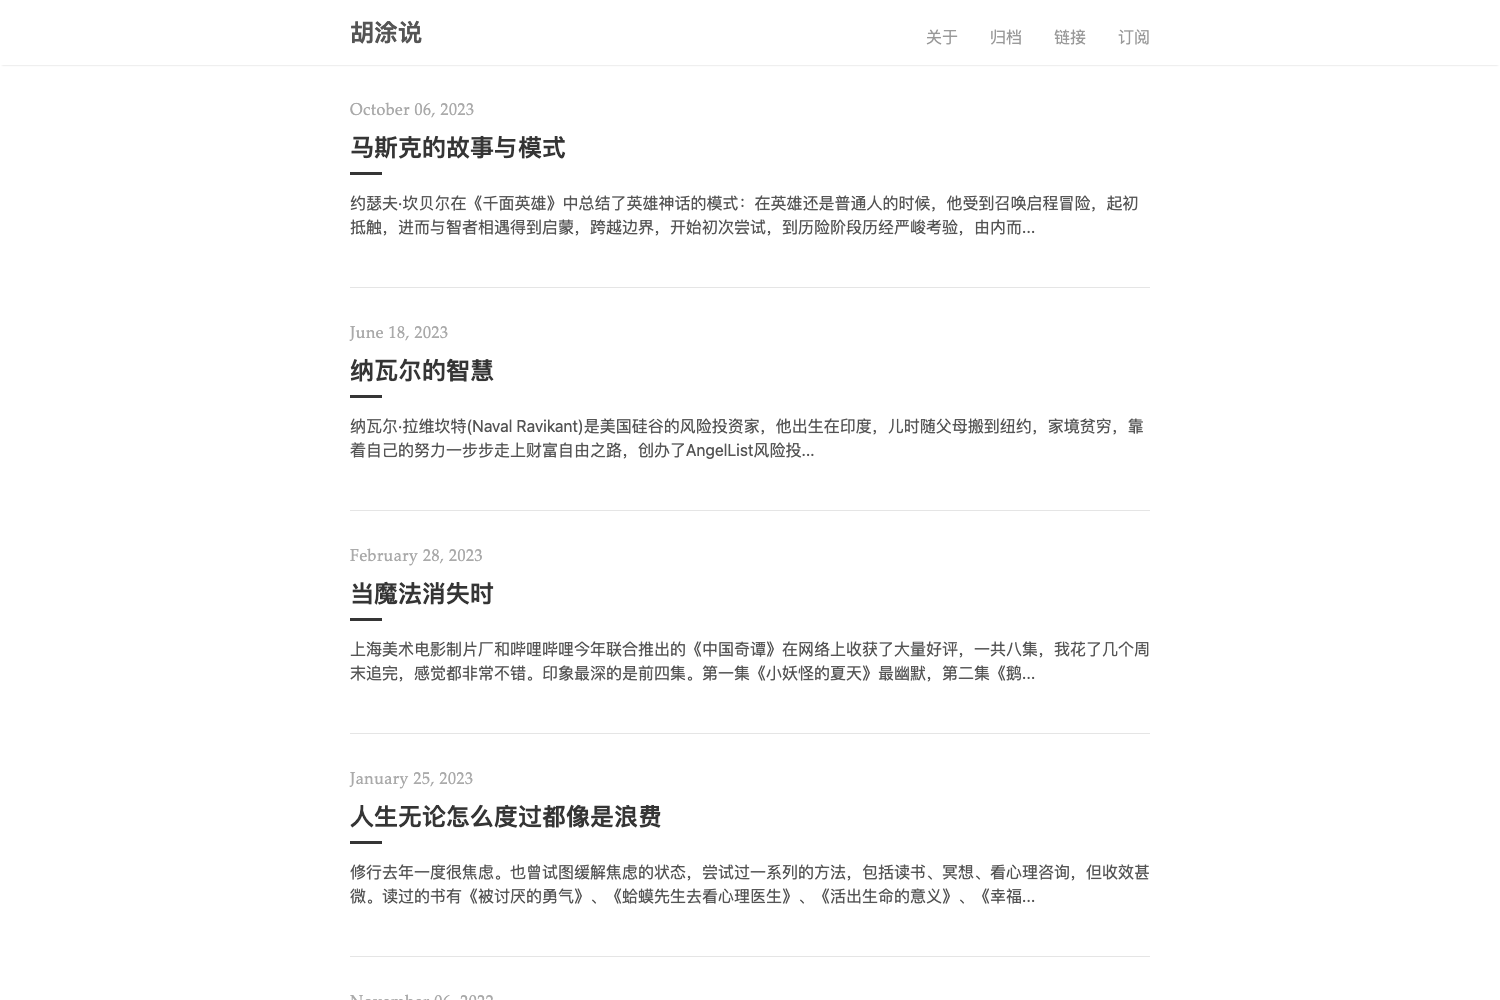 胡涂说
关于 归档 链接 订阅
October 06, 2023
马斯克的故事与模式
约瑟夫·坎贝尔在《千面英雄》中总结了英雄神话的模式：在英雄还是普通人的时候，他受到召唤启程冒险，起初
抵触，进而与智者相遇得到启蒙，跨越边界，开始初次尝试，到历险阶段历经严峻考验，由内而...
June 18, 2023
纳瓦尔的智慧
纳瓦尔·拉维坎特(Naval Ravikant)是美国硅谷的风险投资家，他出生在印度，儿时随父母搬到纽约，家境贫穷，靠
着自己的努力一步步走上财富自由之路，创办了AngelList风险投...
February 28, 2023
当魔法消失时
上海美术电影制片厂和哔哩哔哩今年联合推出的《中国奇谭》在网络上收获了大量好评，一共八集，我花了几个周
末追完，感觉都非常不错。印象最深的是前四集。第一集《小妖怪的夏天》最幽默，第二集《鹅...
January 25, 2023
人生无论怎么度过都像是浪费
修行去年一度很焦虑。也曾试图缓解焦虑的状态，尝试过一系列的方法，包括读书、冥想、看心理咨询，但收效甚
微。读过的书有《被讨厌的勇气》、《蛤蟆先生去看心理医生》、《活出生命的意义》、《幸福...
November 06, 2022